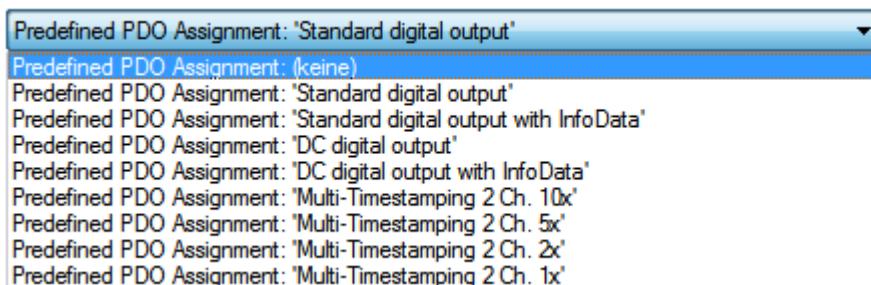 Predefined PDO Assignment: 'Standard digital output'
Predefined PDO Assignment: (keine)
Predefined PDO Assignment: 'Standard digital output'
Predefined PDO Assignment: 'Standard digital output with InfoData'
Predefined PDO Assignment: 'DC digital output'
Predefined PDO Assignment: 'DC digital output with InfoData'
Predefined PDO Assignment: 'Multi-Timestamping 2 Ch. 10x'
Predefined PDO Assignment: 'Multi-Timestamping 2 Ch. 5x'
Predefined PDO Assignment: 'Multi-Timestamping 2 Ch. 2x'
Predefined PDO Assignment: 'Multi-Timestamping 2 Ch. 1x'